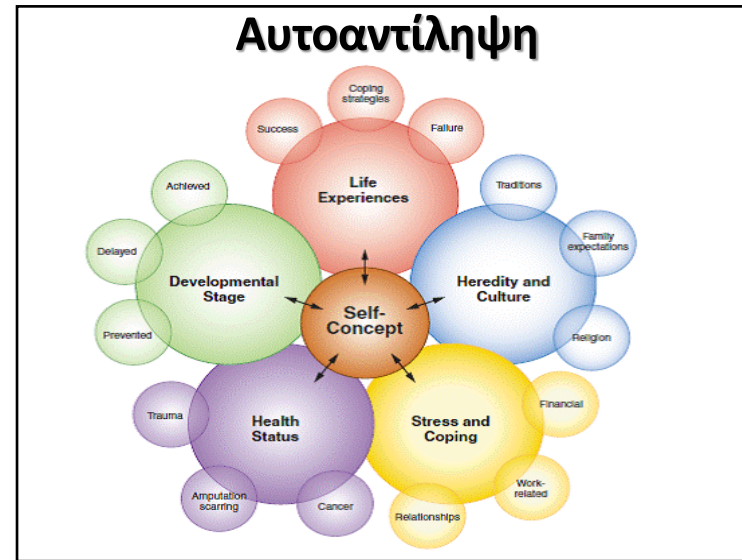 Αυτοαντίληψη
Coping
strategies
Success
Failure
Life
Experiences
Achieved
Traditions
Delayed
Family
expectations
Developmental
Stage
Heredity and
Culture
Self-
Concept
Prevented
Religion
Trauma
Health
Status
Stress and
Coping
Financial
Amputation
scarring
Cancer
Relationships
Work-
related